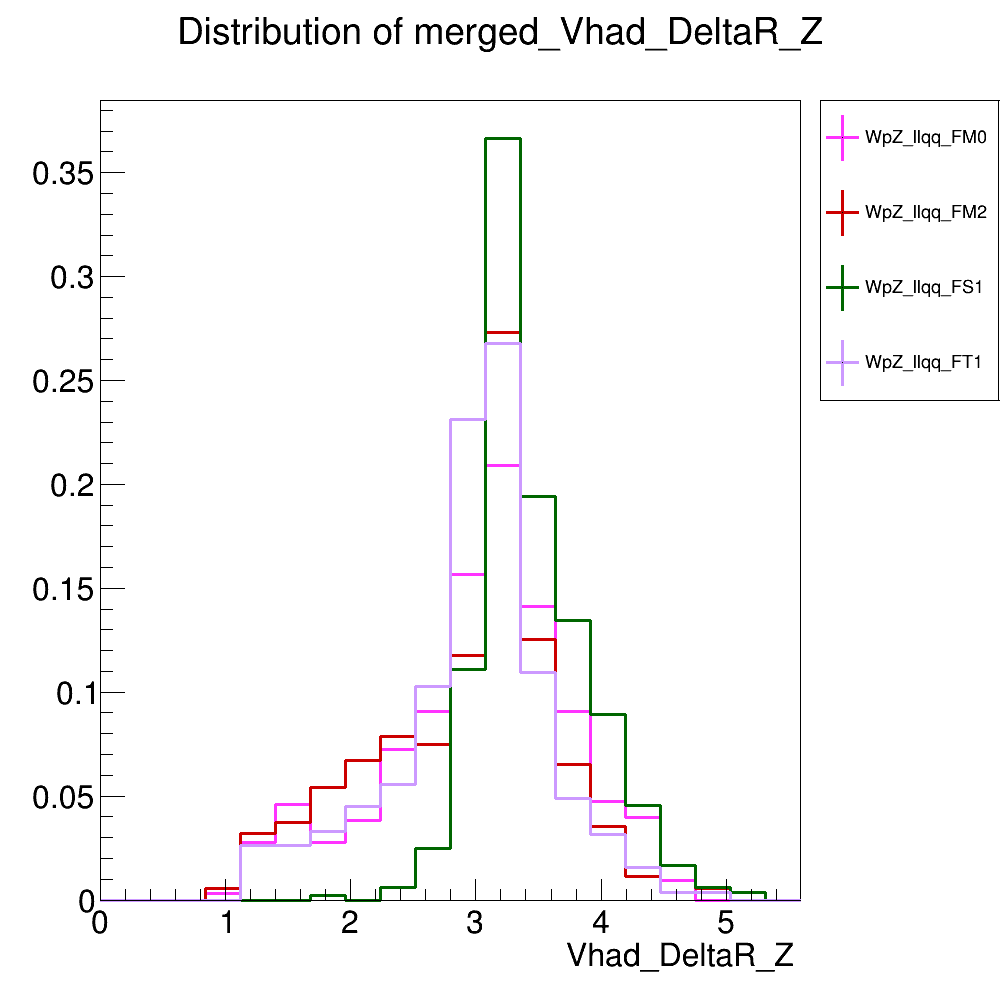 Distribution of merged_Vhad_DeltaR_Z
WpZ_llqq_FM0
WpZ_llqq_FM2
WpZ_llqq_FS1
WpZ_llqq_FT1
0.35
0.3
0.25
0.2
0.15
0.1
0.05
0
0 1 2 3 4 5
Vhad_DeltaR_Z